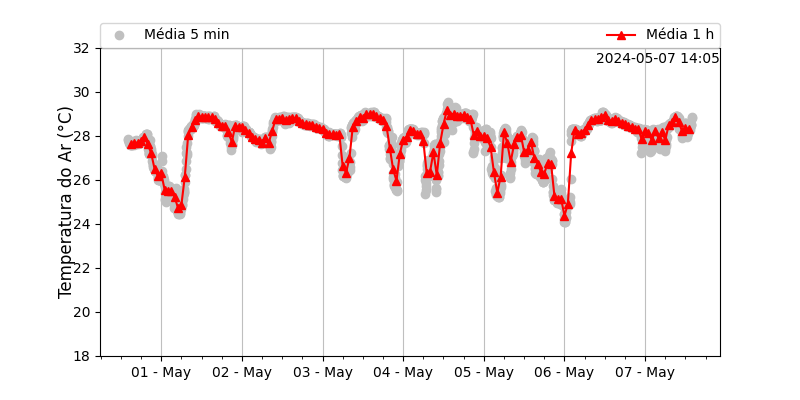 Média 5 min
Média 1 h
2024-05-07 14:05
Temperatura do Ar (°C)
32
30
28
26
24
22
20
18
01 - May
02 - May
03 - May
04 - May
05 - May
06 - May
07 - May